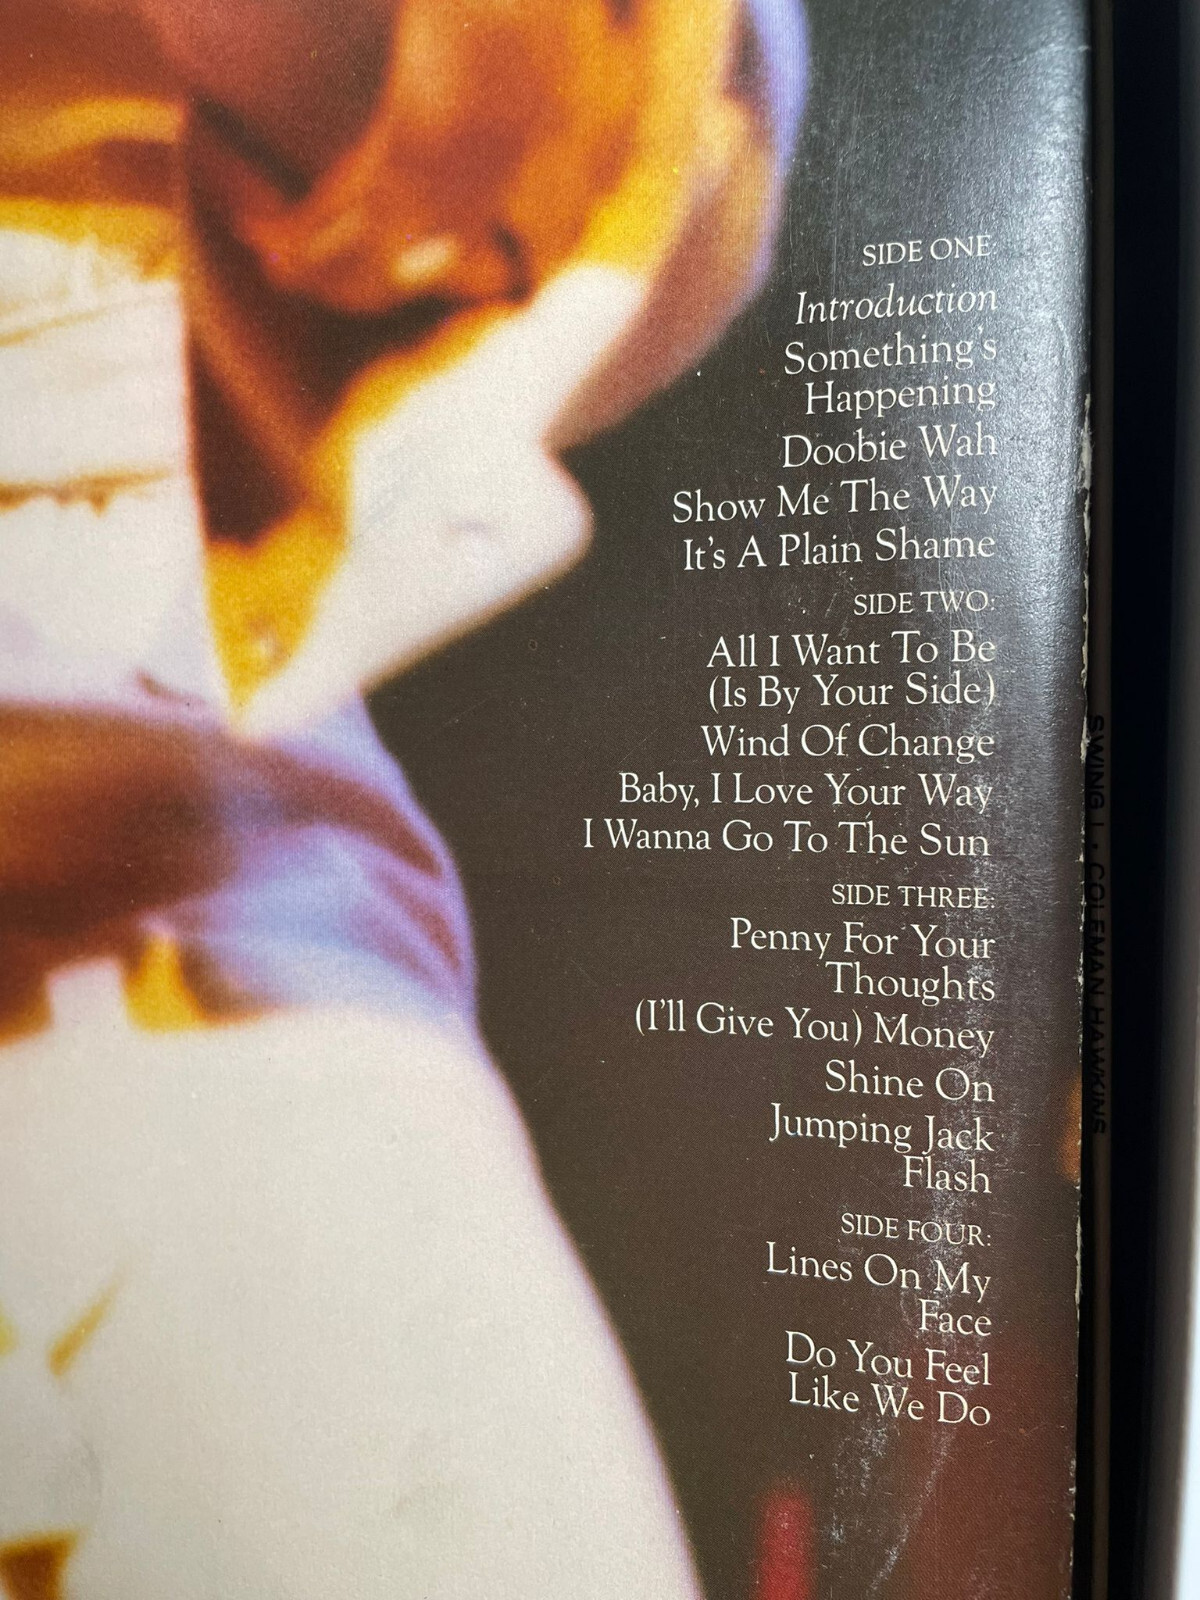 SIDE ONE:
Introduction
Something's
Happening
Doobie Wah
Show Me The Way
It's A Plain Shame
SIDE TWO:
All I Want To Be
(Is By Your Side)
Wind Of Change
Baby, I Love Your Way
I Wanna Go To The Sun
SIDE THREE:
Penny For Your
Thoughts
(I'll Give You) Money
Shine On
Jumping Jack
Flash
SIDE FOUR:
Lines On My
Face
Do You Feel
Like We Do
SWING! • COLEMAN HAWKINS